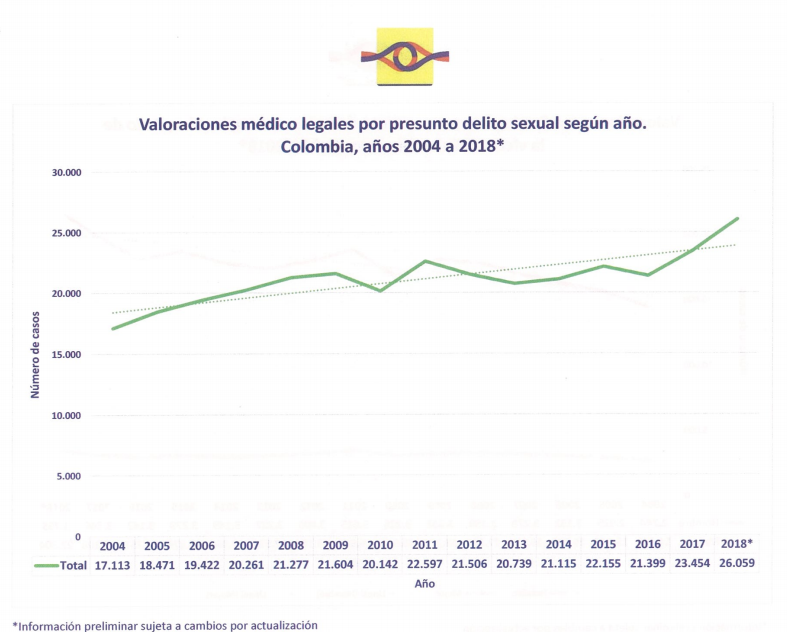 Valoraciones médico legales por presunto delito sexual según año.
Colombia, años 2004 a 2018*
30.000
25.000
20.000
15.000
10.000
5.000
0
Número de casos
2004 2005 2006 2007 2008 2009 2010 2011 2012 2013 2014 2015 2016 2017 2018*
Total 17.113 18.471 19.422 20.261 21.277 21.604 20.142 22.597 21.506 20.739 21.115 22.155 21.399 23.454 26.059
Año
*Información preliminar sujeta a cambios por actualización